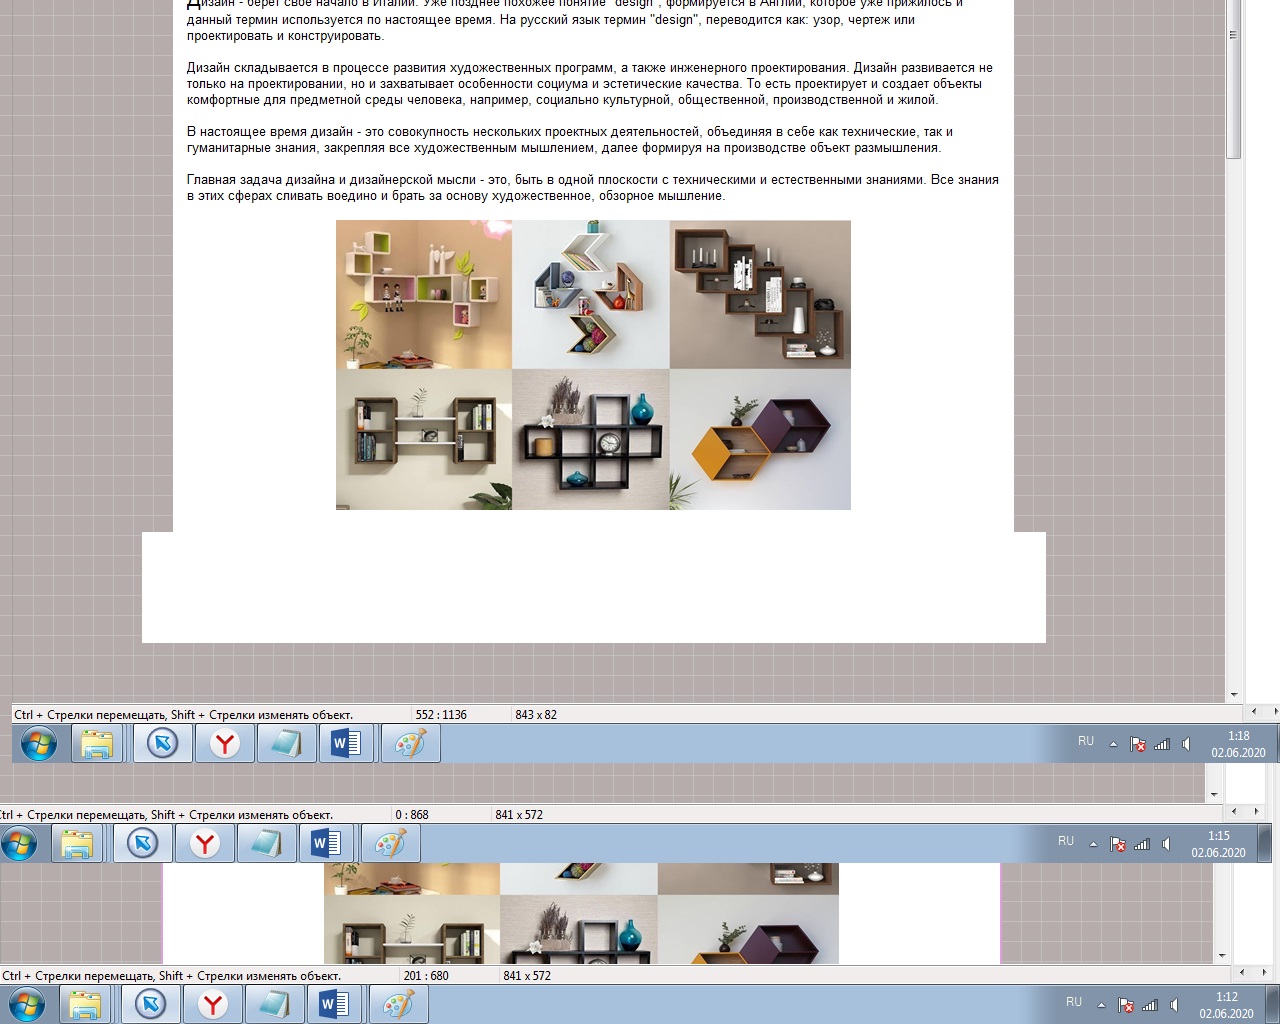 Дизайн - берет свое начало в Италии. Уже позднее похожее понятие "design", формируется в Англии, которое уже прижилось и
данный термин используется по настоящее время. На русский язык термин "design", переводится как: узор, чертеж или
проектировать и конструировать.
Дизайн складывается в процессе развития художественных программ, а также инженерного проектирования. Дизайн развивается не
только на проектировании, но и захватывает особенности социума и эстетические качества. То есть проектирует и создает объекты
комфортные для предметной среды человека, например, социально культурной, общественной, производственной и жилой.
В настоящее время дизайн - это совокупность нескольких проектных деятельностей, объединяя в себе как технические, так и
гуманитарные знания, закрепляя все художественным мышлением, далее формируя на производстве объект размышления.
Главная задача дизайна и дизайнерской мысли - это, быть в одной плоскости с техническими и естественными знаниями. Все знания
в этих сферах сливать воедино и брать за основу художественное, обзорное мышление.
Ctrl + Стрелки перемещать, Shift + Стрелки изменять объект. 552 : 1136 843 x 82
RU 1:18
02.06.2020
Ctrl + Стрелки перемещать, Shift + Стрелки изменять объект. 0 : 868 841 x 572
RU 1:15
02.06.2020
Ctrl + Стрелки перемещать, Shift + Стрелки изменять объект. 201 : 680 841 x 572
RU 1:12
02.06.2020